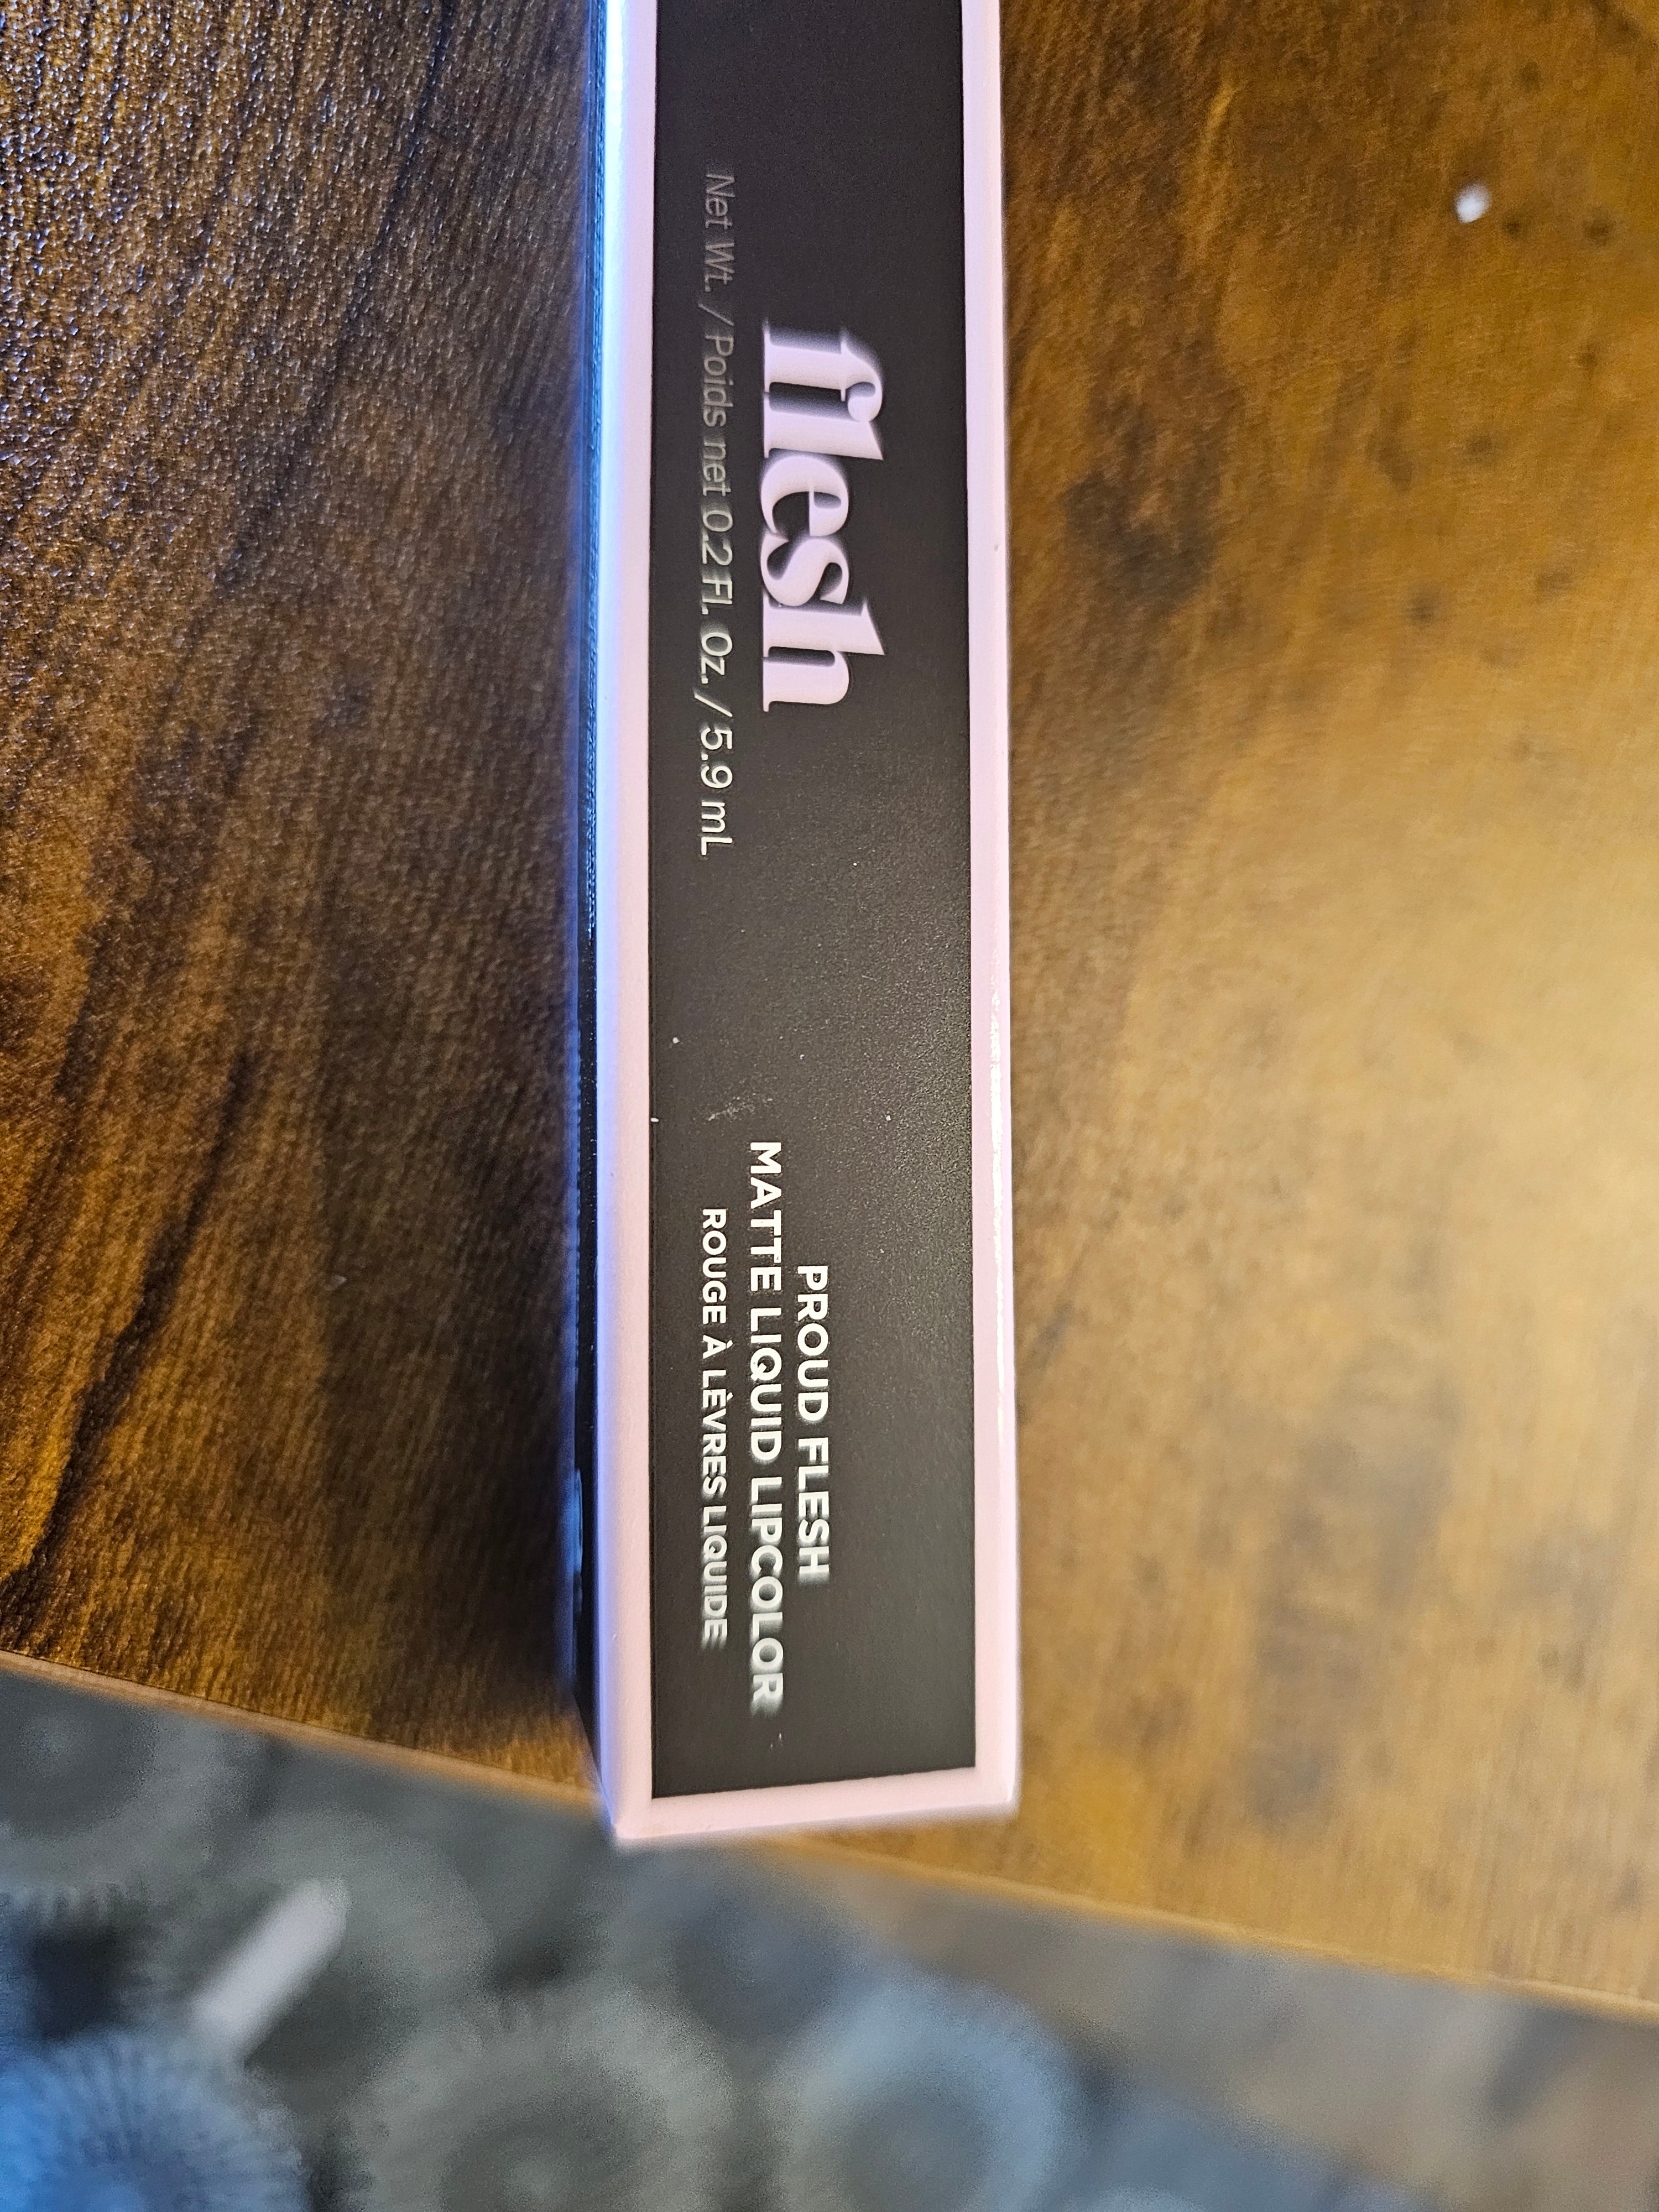 flesh
Net Wt. / Poids net 0.2 Fl. Oz. / 5.9 mL
PROUD FLESH
MATTE LIQUID LIPCOLOR
ROUGE À LÈVRES LIQUIDE